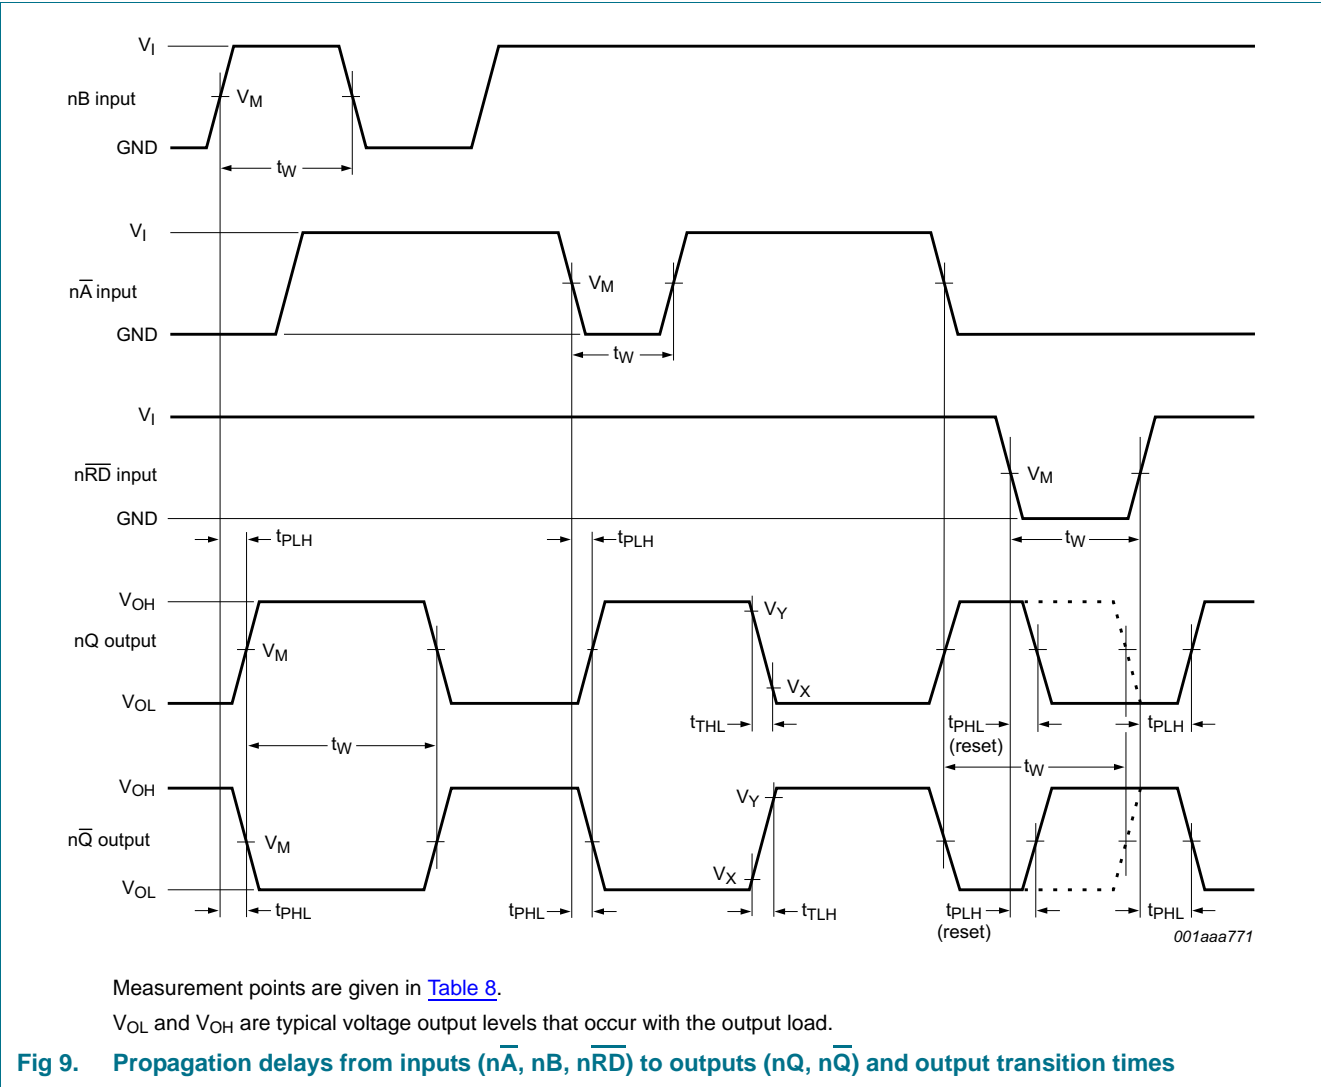 VI
nB input
VM
GND
tW
VI
nA̅ input
VM
GND
tW
VI
nR̅D̅ input
VM
GND
tW
tPLH
tPLH
VOH
VY
nQ output
VM
VX
VOL
tTHL
tPHL
(reset)
tPLH
tW
tW
VOH
VY
nQ̅ output
VM
VX
VOL
tPHL
tPHL
tTLH
tPLH
(reset)
tPHL
001aaa771
Measurement points are given in Table 8.
VOL and VOH are typical voltage output levels that occur with the output load.
Fig 9. Propagation delays from inputs (nA̅, nB, nR̅D̅) to outputs (nQ, nQ̅) and output transition times